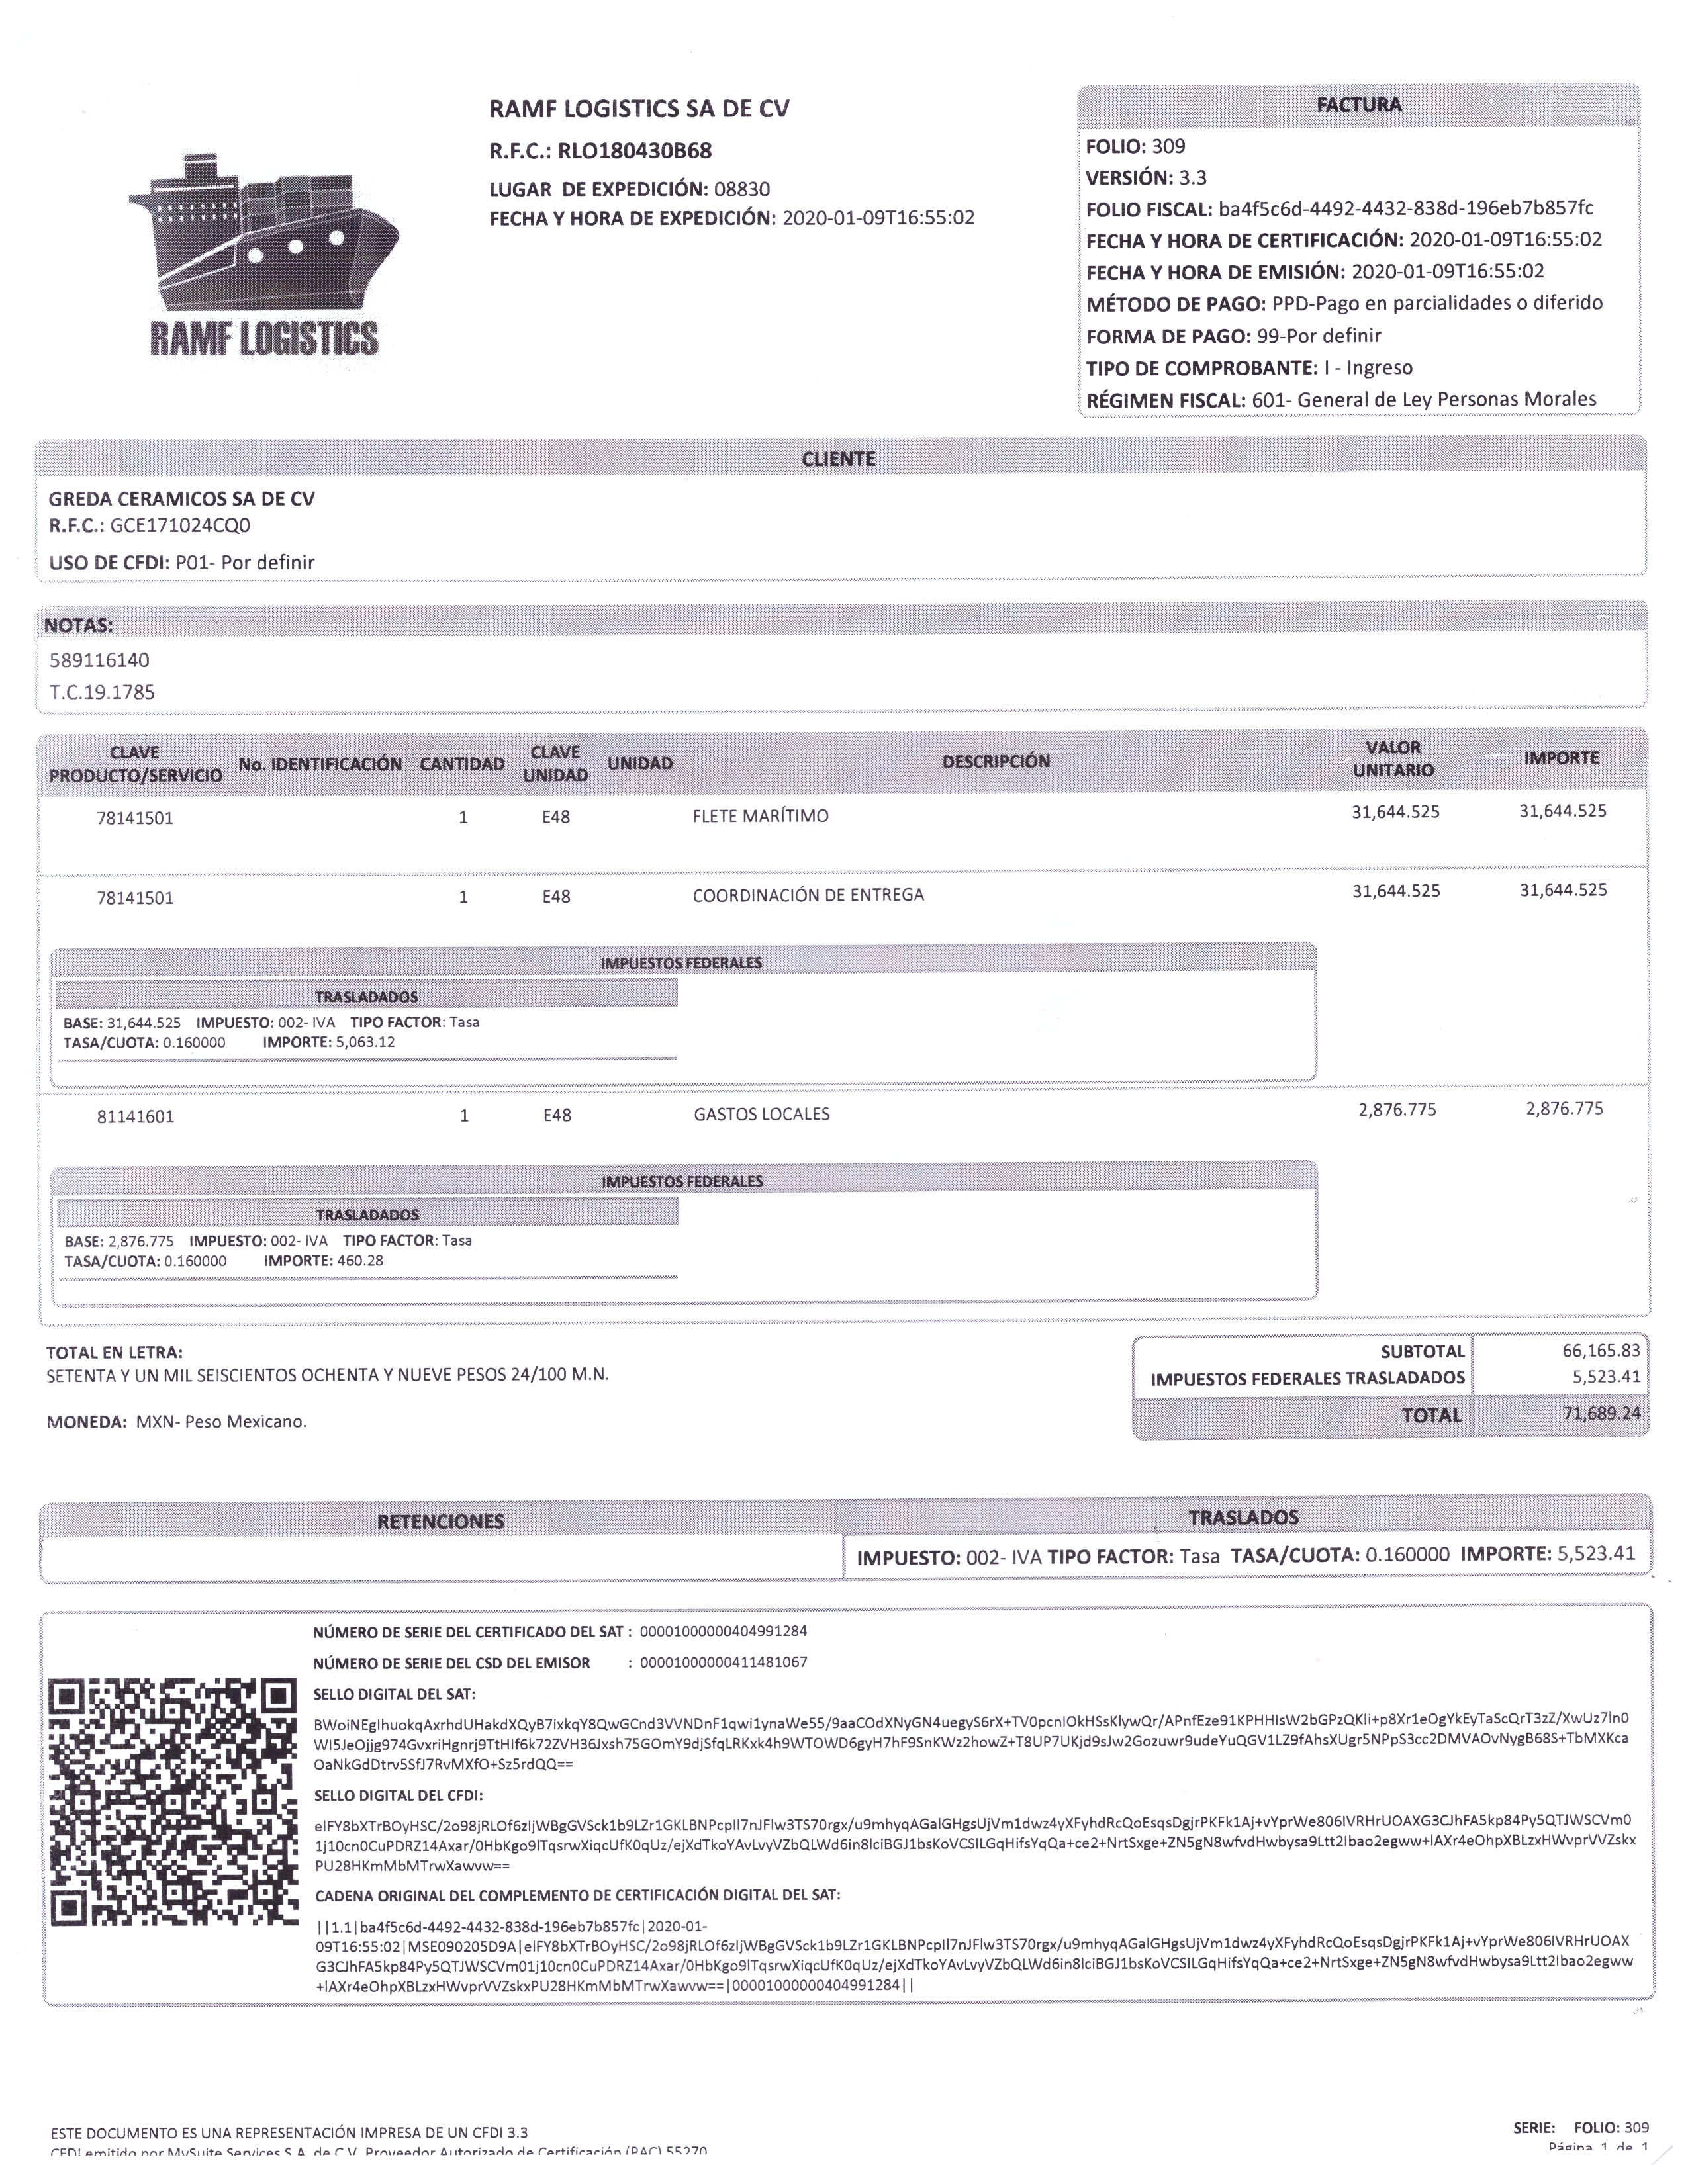 RAMF LOGISTICS
RAMF LOGISTICS SA DE CV
R.F.C.: RLO180430B68
LUGAR DE EXPEDICIÓN: 08830
FECHA Y HORA DE EXPEDICIÓN: 2020-01-09T16:55:02
FACTURA
FOLIO: 309
VERSIÓN: 3.3
FOLIO FISCAL: ba4f5c6d-4492-4432-838d-196eb7b857fc
FECHA Y HORA DE CERTIFICACIÓN: 2020-01-09T16:55:02
FECHA Y HORA DE EMISIÓN: 2020-01-09T16:55:02
MÉTODO DE PAGO: PPD-Pago en parcialidades o diferido
FORMA DE PAGO: 99-Por definir
TIPO DE COMPROBANTE: I - Ingreso
RÉGIMEN FISCAL: 601- General de Ley Personas Morales
CLIENTE
GREDA CERAMICOS SA DE CV
R.F.C.: GCE171024CQ0
USO DE CFDI: P01- Por definir
NOTAS:
589116140
T.C.19.1785
CLAVE PRODUCTO/SERVICIO No. IDENTIFICACIÓN CANTIDAD CLAVE UNIDAD UNIDAD DESCRIPCIÓN VALOR UNITARIO IMPORTE
78141501 1 E48 FLETE MARÍTIMO 31,644.525 31,644.525
78141501 1 E48 COORDINACIÓN DE ENTREGA 31,644.525 31,644.525
IMPUESTOS FEDERALES
TRASLADADOS
BASE: 31,644.525 IMPUESTO: 002- IVA TIPO FACTOR: Tasa
TASA/CUOTA: 0.160000 IMPORTE: 5,063.12
81141601 1 E48 GASTOS LOCALES 2,876.775 2,876.775
IMPUESTOS FEDERALES
TRASLADADOS
BASE: 2,876.775 IMPUESTO: 002- IVA TIPO FACTOR: Tasa
TASA/CUOTA: 0.160000 IMPORTE: 460.28
TOTAL EN LETRA:
SETENTA Y UN MIL SEISCIENTOS OCHENTA Y NUEVE PESOS 24/100 M.N.
MONEDA: MXN- Peso Mexicano.
SUBTOTAL 66,165.83
IMPUESTOS FEDERALES TRASLADADOS 5,523.41
TOTAL 71,689.24
RETENCIONES
TRASLADOS
IMPUESTO: 002- IVA TIPO FACTOR: Tasa TASA/CUOTA: 0.160000 IMPORTE: 5,523.41
NÚMERO DE SERIE DEL CERTIFICADO DEL SAT : 00001000000404991284
NÚMERO DE SERIE DEL CSD DEL EMISOR : 00001000000411481067
SELLO DIGITAL DEL SAT:
BWoiNEglhuokqAxrhdUHakdXQyB7ixkqY8QwGCnd3VVNDnF1qwi1ynaWe55/9aaCOdXNyGN4uegyS6rX+TV0pcnlOkHSsKlywQr/APnfEze91KPHHIsW2bGPzQKli+p8Xr1eOgYkEyTaScQrT3zZ/XwUz7ln0
WI5JeOjjg974GvxriHgnrj9TtHIf6k72ZVH36Jxsh75GOmY9djSfqLRKxk4h9WTOWD6gyH7hF9SnKWz2howZ+T8UP7UKjd9sJw2Gozuwr9udeYuQGV1LZ9fAhsXUgr5NPpS3cc2DMVAOvNygB68S+TbMXKca
OaNkGdDtrv5SfJ7RvMXfO+Sz5rdQQ==
SELLO DIGITAL DEL CFDI:
elFY8bXTrBOyHSC/2o98jRLOf6zIjWBgGVSck1b9LZr1GKLBNPcpIl7nJFlw3TS70rgx/u9mhyqAGalGHgsUjVm1dwz4yXFyhdRcQoEsqsDgjrPKFk1Aj+vYprWe806IVRHrUOAXG3CJhFA5kp84Py5QTJWSCVm0
1j10cn0CuPDRZ14Axar/0HbKgo9lTqsrwXiqcUfK0qUz/ejXdTkoYAvLvyVZbQLWd6in8lciBGJ1bsKoVCSILGqHifsYqQa+ce2+NrtSxge+ZN5gN8wfvdHwbysa9Ltt2lbao2egww+lAXr4eOhpXBLzxHWvprVVZskx
PU28HKmMbMTrwXawvw==
CADENA ORIGINAL DEL COMPLEMENTO DE CERTIFICACIÓN DIGITAL DEL SAT:
||1.1|ba4f5c6d-4492-4432-838d-196eb7b857fc|2020-01-
09T16:55:02|MSE090205D9A|elFY8bXTrBOyHSC/2o98jRLOf6zIjWBgGVSck1b9LZr1GKLBNPcpIl7nJFlw3TS70rgx/u9mhyqAGalGHgsUjVm1dwz4yXFyhdRcQoEsqsDgjrPKFk1Aj+vYprWe806IVRHrUOAX
G3CJhFA5kp84Py5QTJWSCVm01j10cn0CuPDRZ14Axar/0HbKgo9lTqsrwXiqcUfK0qUz/ejXdTkoYAvLvyVZbQLWd6in8lciBGJ1bsKoVCSILGqHifsYqQa+ce2+NrtSxge+ZN5gN8wfvdHwbysa9Ltt2lbao2egww
+lAXr4eOhpXBLzxHWvprVVZskxPU28HKmMbMTrwXawvw==|00001000000404991284||
ESTE DOCUMENTO ES UNA REPRESENTACIÓN IMPRESA DE UN CFDI 3.3
CFDI emitido por MySuite Services S.A. de C.V. Proveedor Autorizado de Certificación (PAC) 55270
SERIE: FOLIO: 309
Página 1 de 1